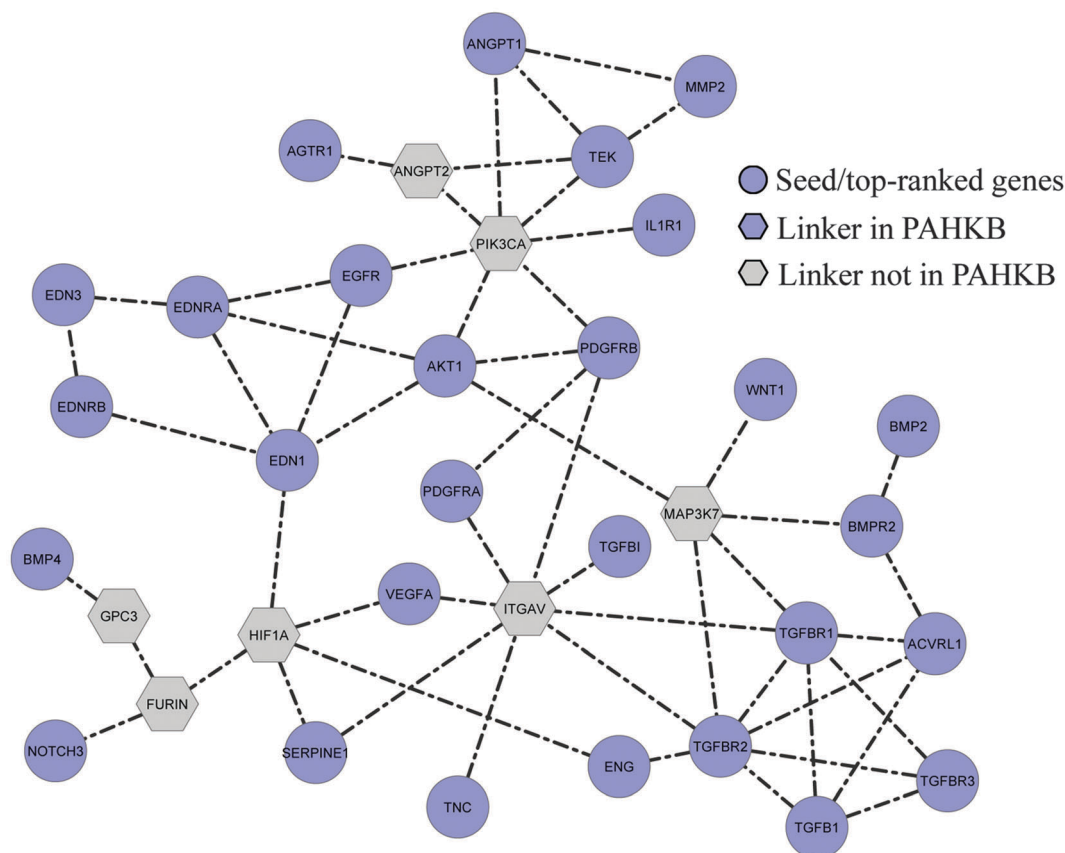 ANGPT1
MMP2
AGTR1
ANGPT2
TEK
Seed/top-ranked genes
Linker in PAHKB
Linker not in PAHKB
IL1R1
PIK3CA
EGFR
EDN3
EDNRA
PDGFRB
AKT1
WNT1
EDNRB
BMP2
EDN1
PDGFRA
MAP3K7
BMPR2
TGFBI
BMP4
VEGFA
ITGAV
GPC3
HIF1A
TGFBR1
ACVRL1
FURIN
NOTCH3
SERPINE1
ENG
TGFBR2
TGFBR3
TNC
TGFB1